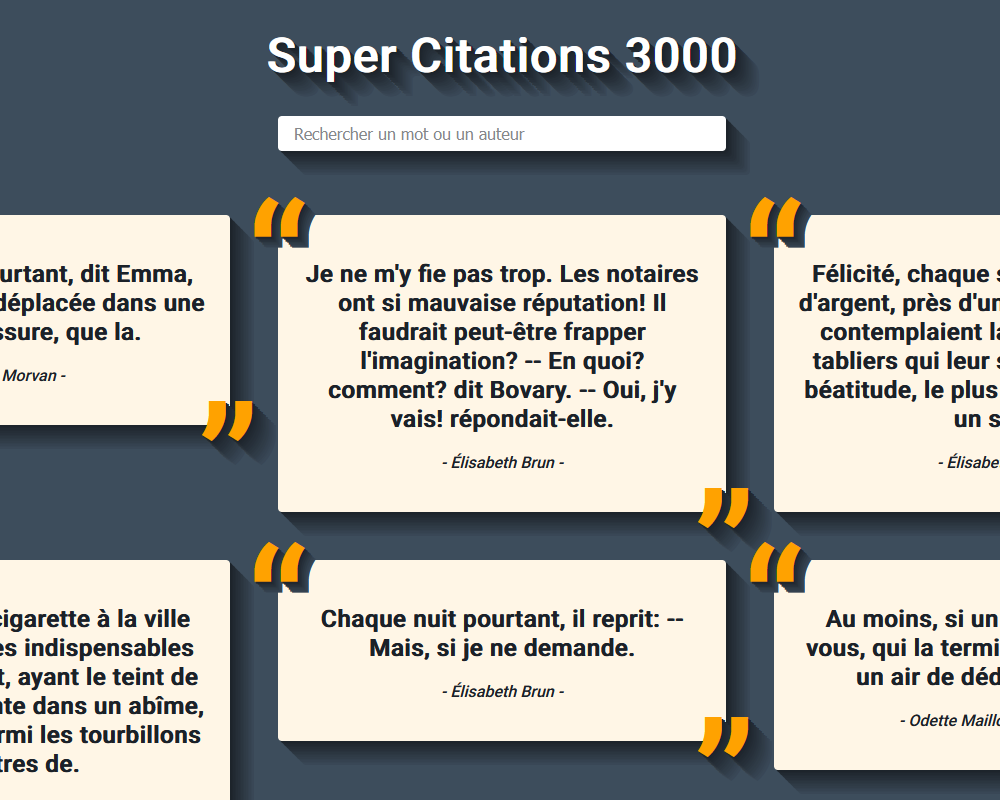 Super Citations 3000
Rechercher un mot ou un auteur
urtant, dit Emma,
déplacée dans une
ssure, que la.
Morvan -
“
Je ne m'y fie pas trop. Les notaires
ont si mauvaise réputation! Il
faudrait peut-être frapper
l'imagination? -- En quoi?
comment? dit Bovary. -- Oui, j'y
vais! répondait-elle.
- Élisabeth Brun -
”
“
Félicité, chaque s
d'argent, près d'un
contemplaient la
tabliers qui leur s
béatitude, le plus
un s
- Élisabe
”
cigarette à la ville
es indispensables
t, ayant le teint de
nte dans un abîme,
rmi les tourbillons
tres de.
“
Chaque nuit pourtant, il reprit: --
Mais, si je ne demande.
- Élisabeth Brun -
”
“
Au moins, si un
vous, qui la termi
un air de déd
- Odette Maillo